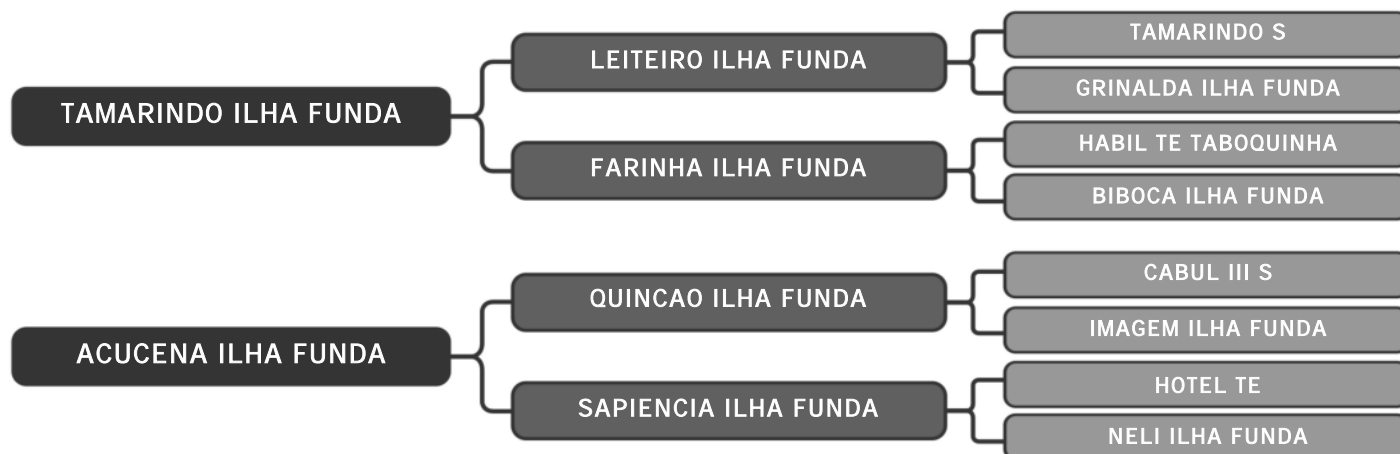 TAMARINDO ILHA FUNDA
LEITEIRO ILHA FUNDA
TAMARINDO S
GRINALDA ILHA FUNDA
FARINHA ILHA FUNDA
HABIL TE TABOQUINHA
BIBOCA ILHA FUNDA
ACUCENA ILHA FUNDA
QUINCAO ILHA FUNDA
CABUL III S
IMAGEM ILHA FUNDA
SAPIENCIA ILHA FUNDA
HOTEL TE
NELI ILHA FUNDA